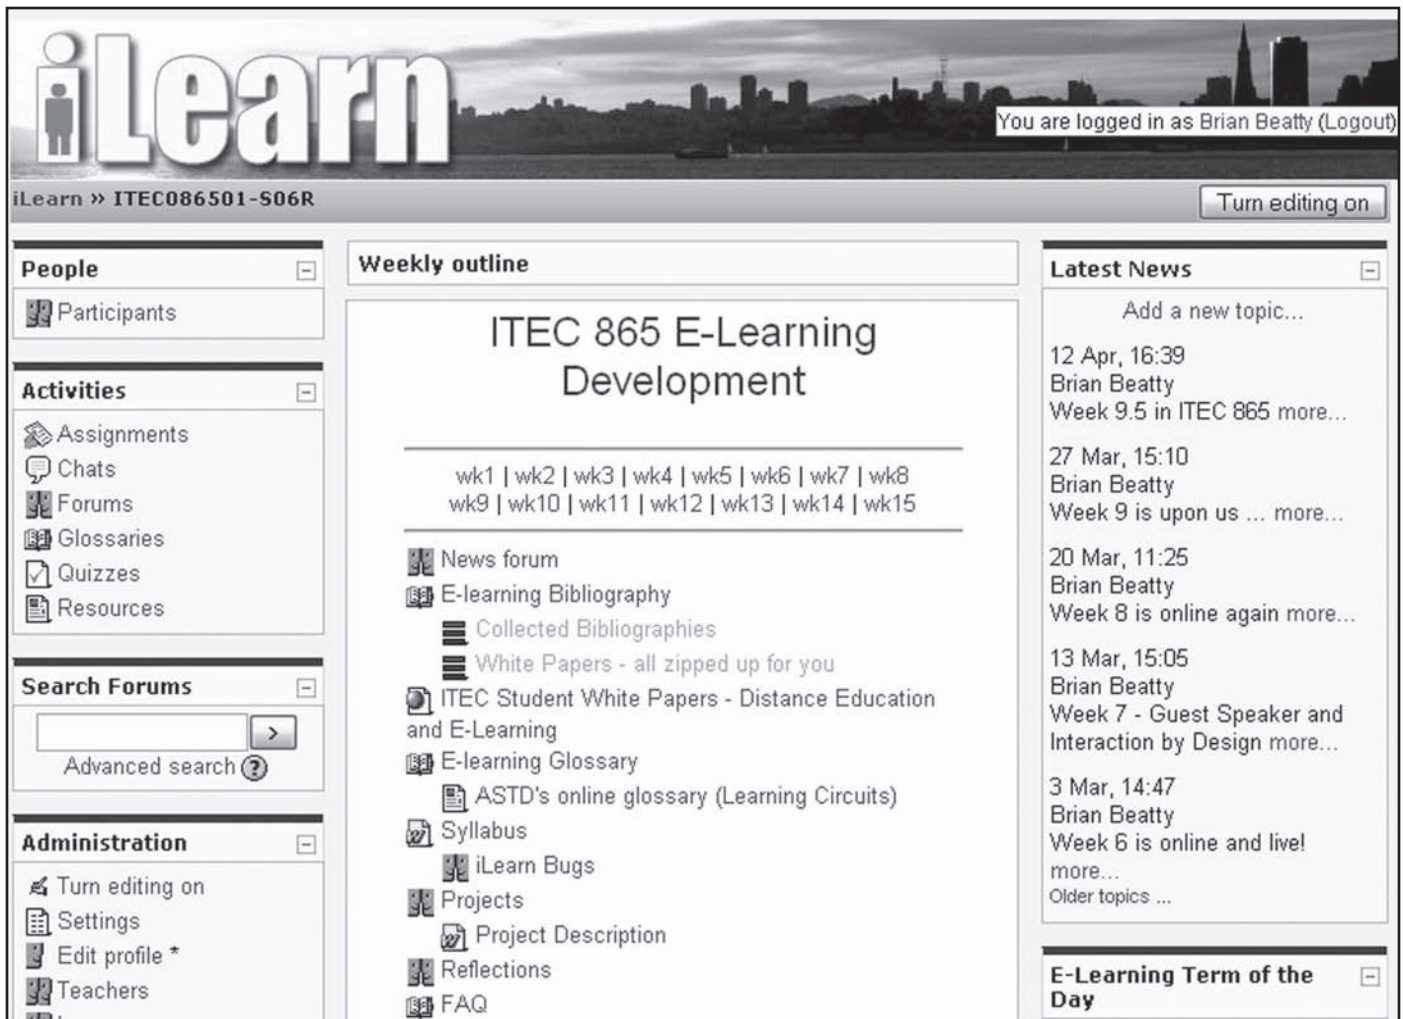 iLearn
You are logged in as Brian Beatty (Logout)
iLearn » ITEC086501-S06R
Turn editing on
People
Participants
Activities
Assignments
Chats
Forums
Glossaries
Quizzes
Resources
Search Forums
>
Advanced search ?
Administration
Turn editing on
Settings
Edit profile *
Teachers
Weekly outline
ITEC 865 E-Learning
Development
wk1 | wk2 | wk3 | wk4 | wk5 | wk6 | wk7 | wk8
wk9 | wk10 | wk11 | wk12 | wk13 | wk14 | wk15
News forum
E-learning Bibliography
Collected Bibliographies
White Papers - all zipped up for you
ITEC Student White Papers - Distance Education
and E-Learning
E-learning Glossary
ASTD's online glossary (Learning Circuits)
Syllabus
iLearn Bugs
Projects
Project Description
Reflections
FAQ
Latest News
Add a new topic...
12 Apr, 16:39
Brian Beatty
Week 9.5 in ITEC 865 more...
27 Mar, 15:10
Brian Beatty
Week 9 is upon us ... more...
20 Mar, 11:25
Brian Beatty
Week 8 is online again more...
13 Mar, 15:05
Brian Beatty
Week 7 - Guest Speaker and
Interaction by Design more...
3 Mar, 14:47
Brian Beatty
Week 6 is online and live!
more...
Older topics ...
E-Learning Term of the
Day